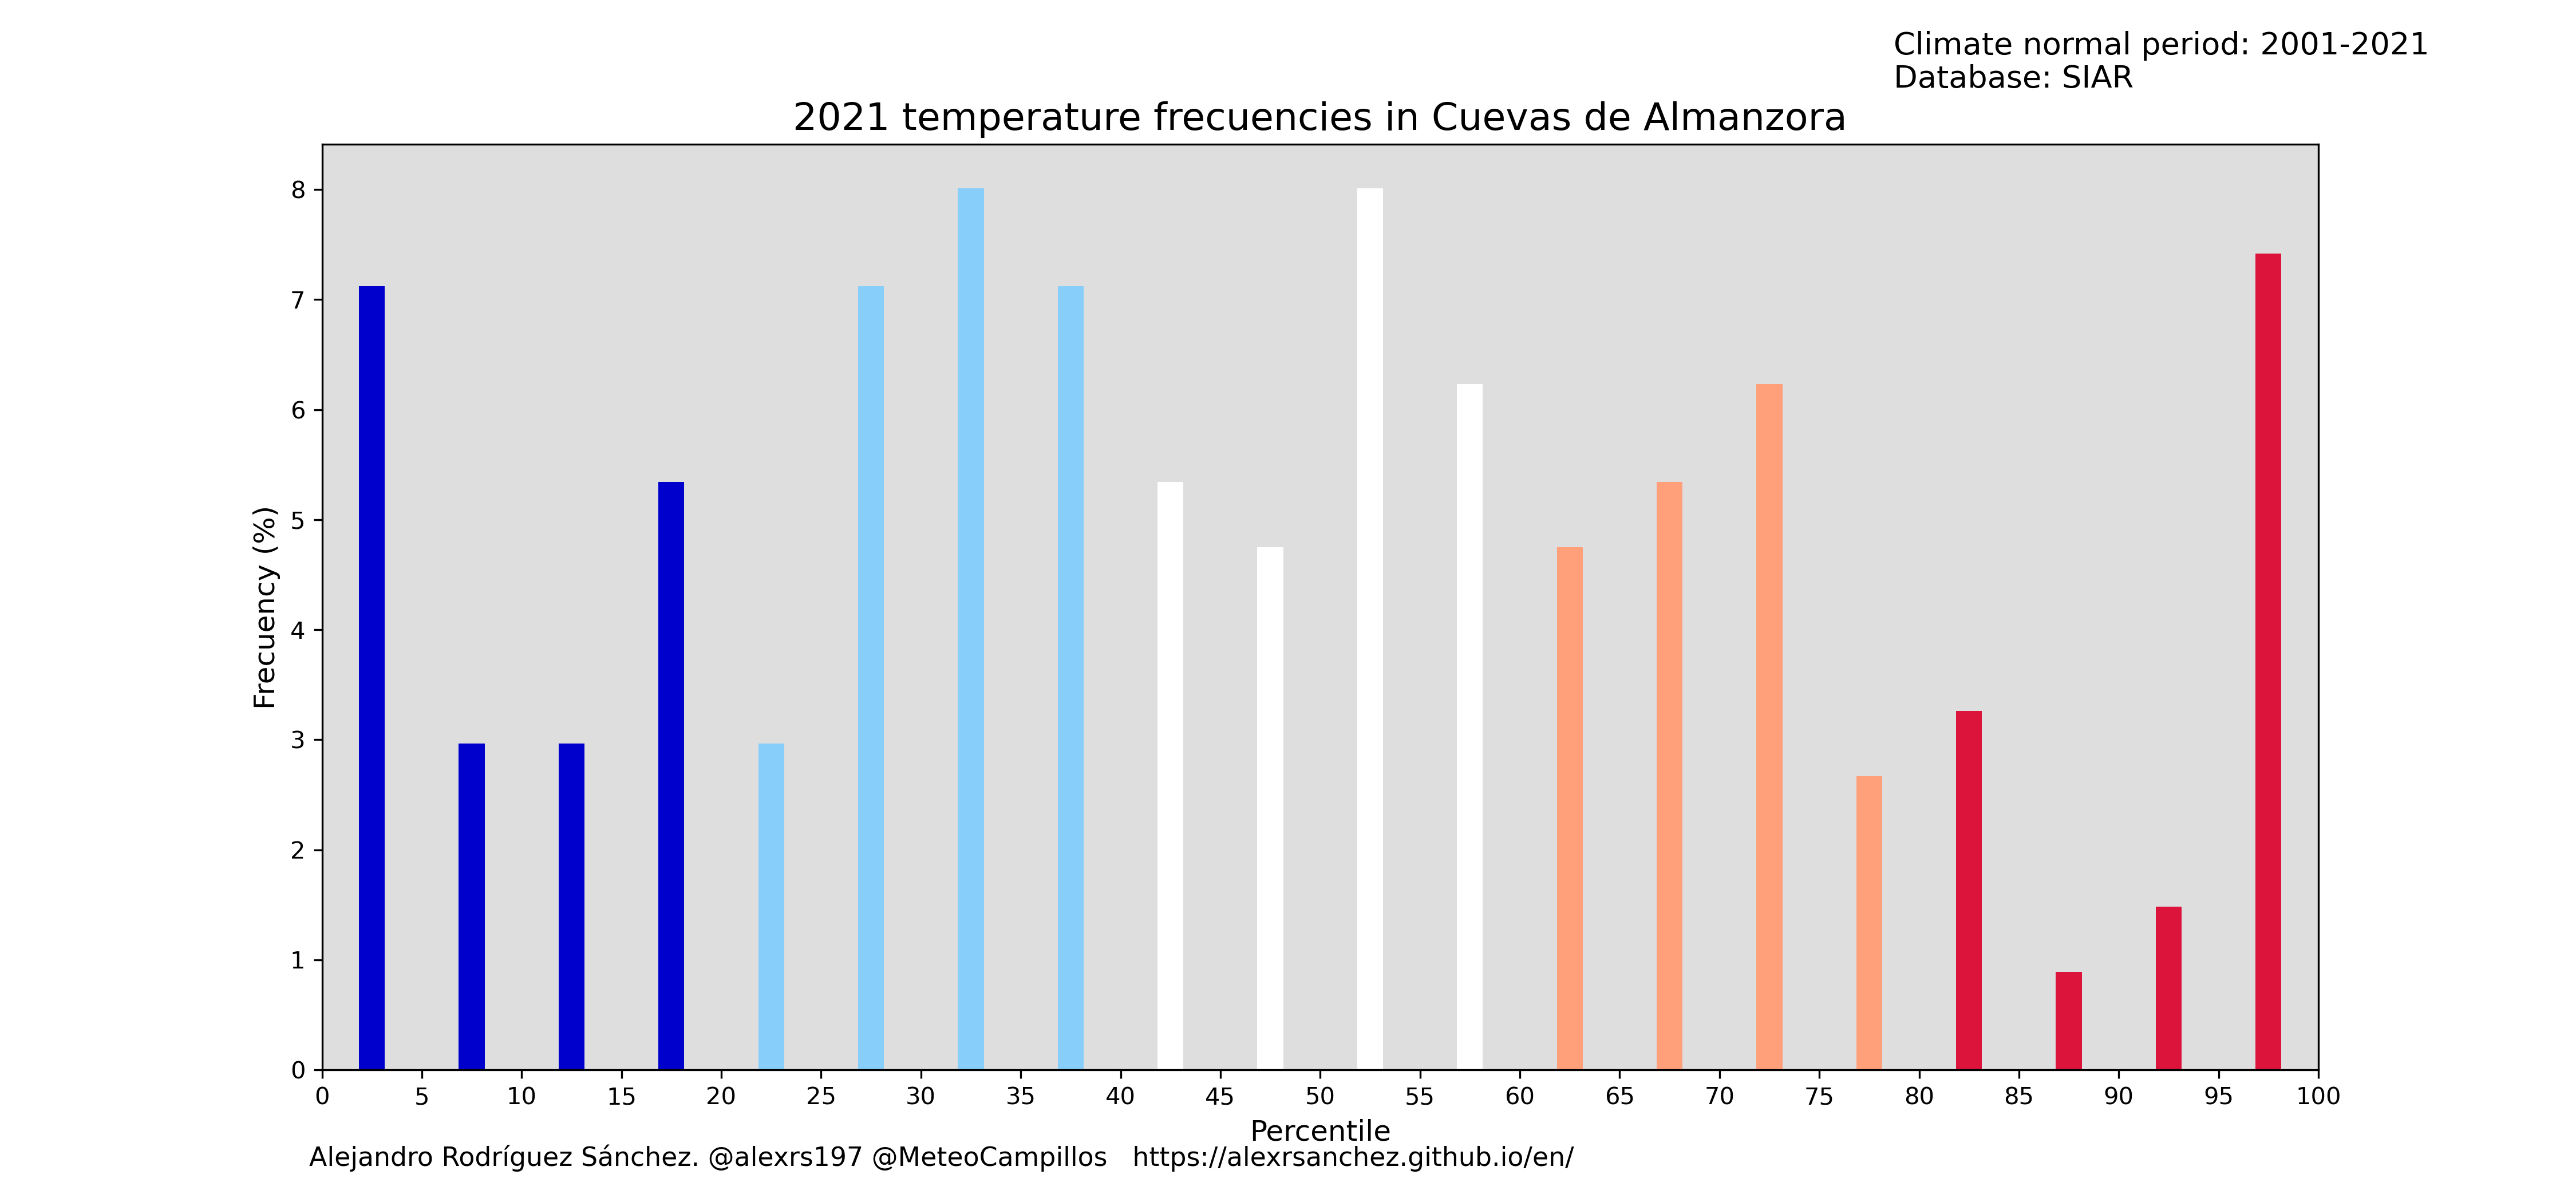 Climate normal period: 2001-2021
Database: SIAR
2021 temperature frecuencies in Cuevas de Almanzora
Frecuency (%)
8
7
6
5
4
3
2
1
0
0 5 10 15 20 25 30 35 40 45 50 55 60 65 70 75 80 85 90 95 100
Percentile
Alejandro Rodríguez Sánchez. @alexrs197 @MeteoCampillos https://alexrsanchez.github.io/en/